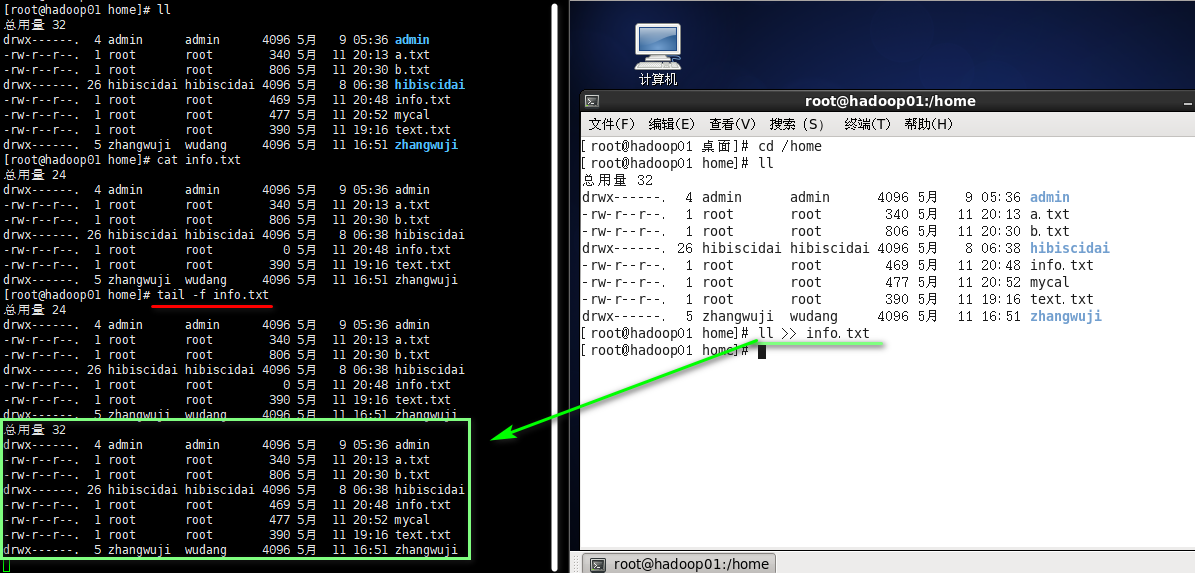 [root@hadoop01 home]# ll
总用量 32
drwx------. 4 admin admin 4096 5月 9 05:36 admin
-rw-r--r--. 1 root root 340 5月 11 20:13 a.txt
-rw-r--r--. 1 root root 806 5月 11 20:30 b.txt
drwx------. 26 hibiscidai hibiscidai 4096 5月 8 06:38 hibiscidai
-rw-r--r--. 1 root root 469 5月 11 20:48 info.txt
-rw-r--r--. 1 root root 477 5月 11 20:52 mycal
-rw-r--r--. 1 root root 390 5月 11 19:16 text.txt
drwx------. 5 zhangwuji wudang 4096 5月 11 16:51 zhangwuji
[root@hadoop01 home]# cat info.txt
总用量 24
drwx------. 4 admin admin 4096 5月 9 05:36 admin
-rw-r--r--. 1 root root 340 5月 11 20:13 a.txt
-rw-r--r--. 1 root root 806 5月 11 20:30 b.txt
drwx------. 26 hibiscidai hibiscidai 4096 5月 8 06:38 hibiscidai
-rw-r--r--. 1 root root 0 5月 11 20:48 info.txt
-rw-r--r--. 1 root root 390 5月 11 19:16 text.txt
drwx------. 5 zhangwuji wudang 4096 5月 11 16:51 zhangwuji
[root@hadoop01 home]# tail -f info.txt
总用量 24
drwx------. 4 admin admin 4096 5月 9 05:36 admin
-rw-r--r--. 1 root root 340 5月 11 20:13 a.txt
-rw-r--r--. 1 root root 806 5月 11 20:30 b.txt
drwx------. 26 hibiscidai hibiscidai 4096 5月 8 06:38 hibiscidai
-rw-r--r--. 1 root root 0 5月 11 20:48 info.txt
-rw-r--r--. 1 root root 390 5月 11 19:16 text.txt
drwx------. 5 zhangwuji wudang 4096 5月 11 16:51 zhangwuji
总用量 32
drwx------. 4 admin admin 4096 5月 9 05:36 admin
-rw-r--r--. 1 root root 340 5月 11 20:13 a.txt
-rw-r--r--. 1 root root 806 5月 11 20:30 b.txt
drwx------. 26 hibiscidai hibiscidai 4096 5月 8 06:38 hibiscidai
-rw-r--r--. 1 root root 469 5月 11 20:48 info.txt
-rw-r--r--. 1 root root 477 5月 11 20:52 mycal
-rw-r--r--. 1 root root 390 5月 11 19:16 text.txt
drwx------. 5 zhangwuji wudang 4096 5月 11 16:51 zhangwuji
计算机
root@hadoop01:/home
文件(F) 编辑(E) 查看(V) 搜索 (S) 终端(T) 帮助(H)
[root@hadoop01 桌面]# cd /home
[root@hadoop01 home]# ll
总用量 32
drwx------. 4 admin admin 4096 5月 9 05:36 admin
-rw-r--r--. 1 root root 340 5月 11 20:13 a.txt
-rw-r--r--. 1 root root 806 5月 11 20:30 b.txt
drwx------. 26 hibiscidai hibiscidai 4096 5月 8 06:38 hibiscidai
-rw-r--r--. 1 root root 469 5月 11 20:48 info.txt
-rw-r--r--. 1 root root 477 5月 11 20:52 mycal
-rw-r--r--. 1 root root 390 5月 11 19:16 text.txt
drwx------. 5 zhangwuji wudang 4096 5月 11 16:51 zhangwuji
[root@hadoop01 home]# ll >> info.txt
[root@hadoop01 home]#
root@hadoop01:/home